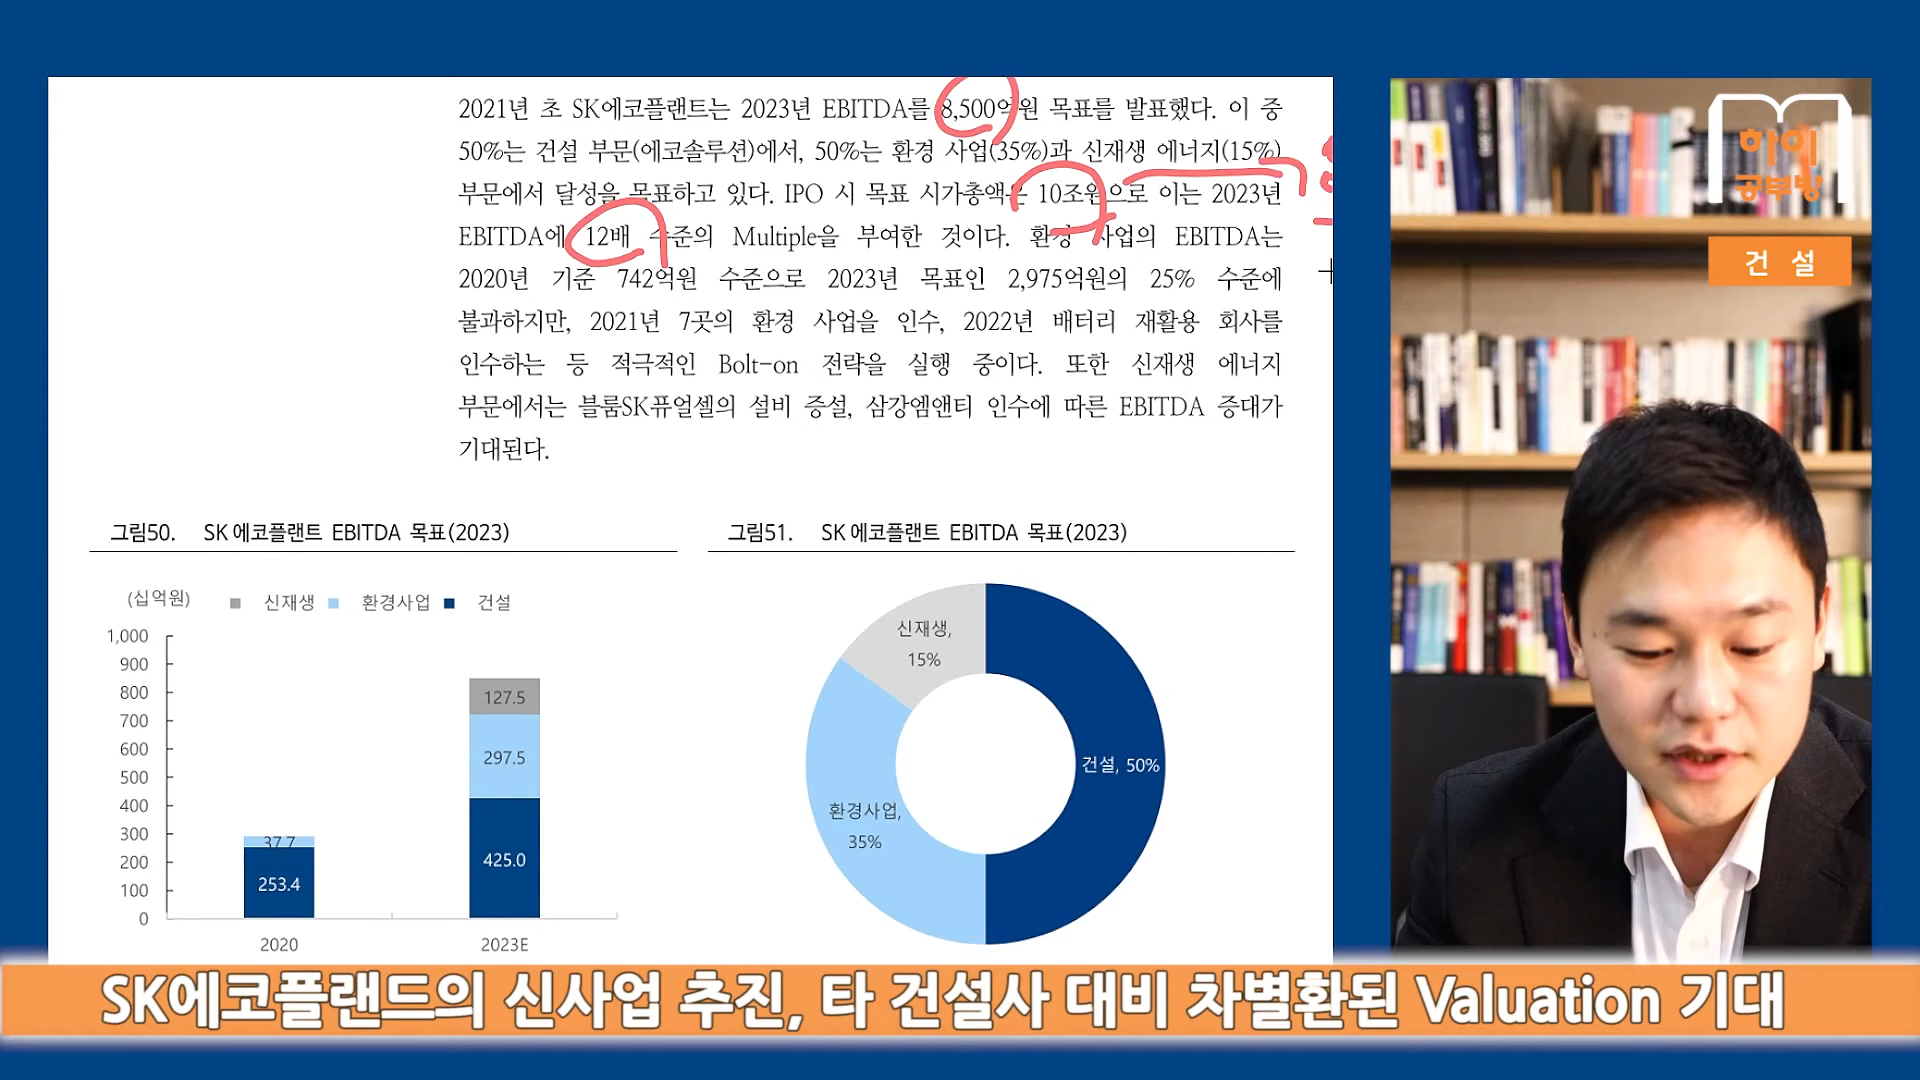 2021년 초 SK에코플랜트는 2023년 EBITDA를 8,500억원 목표를 발표했다. 이 중
50%는 건설 부문(에코솔루션)에서, 50%는 환경 사업(35%)과 신재생 에너지(15%)
부문에서 달성을 목표하고 있다. IPO 시 목표 시가총액은 10조원으로 이는 2023년
EBITDA에 12배 수준의 Multiple을 부여한 것이다. 환경 사업의 EBITDA는
2020년 기준 742억원 수준으로 2023년 목표인 2,975억원의 25% 수준에
불과하지만, 2021년 7곳의 환경 사업을 인수, 2022년 배터리 재활용 회사를
인수하는 등 적극적인 Bolt-on 전략을 실행 중이다. 또한 신재생 에너지
부문에서는 블룸SK퓨얼셀의 설비 증설, 삼강엠앤티 인수에 따른 EBITDA 증대가
기대된다.
하이
공부방
건 설
그림50. SK 에코플랜트 EBITDA 목표(2023)
(십억원) 신재생 환경사업 건설
1,000
900
800
700
600
500
400
300
200
100
0
37.7
253.4
127.5
297.5
425.0
2020 2023E
그림51. SK 에코플랜트 EBITDA 목표(2023)
신재생,
15%
건설, 50%
환경사업,
35%
SK에코플랜드의 신사업 추진, 타 건설사 대비 차별환된 Valuation 기대